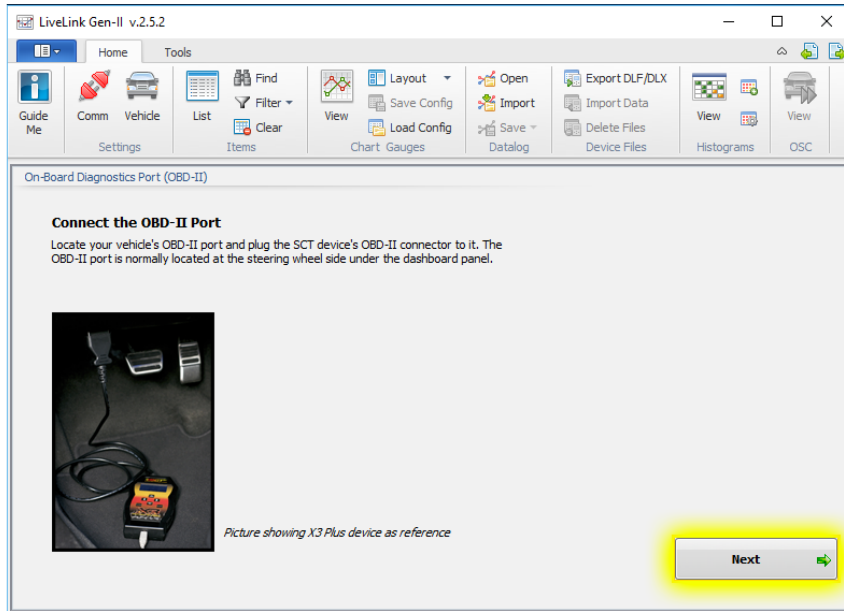 LiveLink Gen-II v.2.5.2
Home Tools
Guide Me
Comm
Vehicle
Settings
List
Find
Filter
Clear
Items
View
Layout
Save Config
Load Config
Chart Gauges
Open
Import
Save
Datalog
Export DLF/DLX
Import Data
Delete Files
Device Files
View
Histograms
View
OSC
On-Board Diagnostics Port (OBD-II)
Connect the OBD-II Port
Locate your vehicle's OBD-II port and plug the SCT device's OBD-II connector to it. The
OBD-II port is normally located at the steering wheel side under the dashboard panel.
Picture showing X3 Plus device as reference
Next